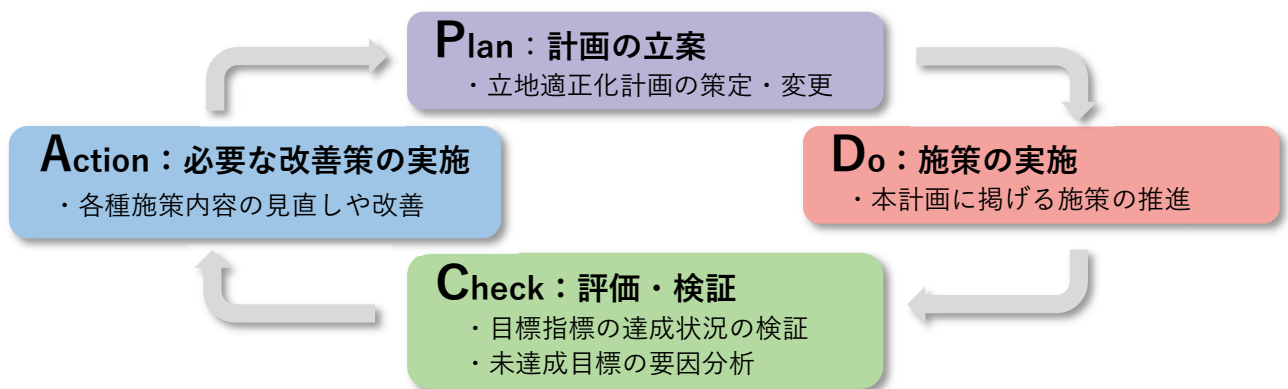 Plan：計画の立案
・立地適正化計画の策定・変更
Action：必要な改善策の実施
・各種施策内容の見直しや改善
Do：施策の実施
・本計画に掲げる施策の推進
Check：評価・検証
・目標指標の達成状況の検証
・未達成目標の要因分析